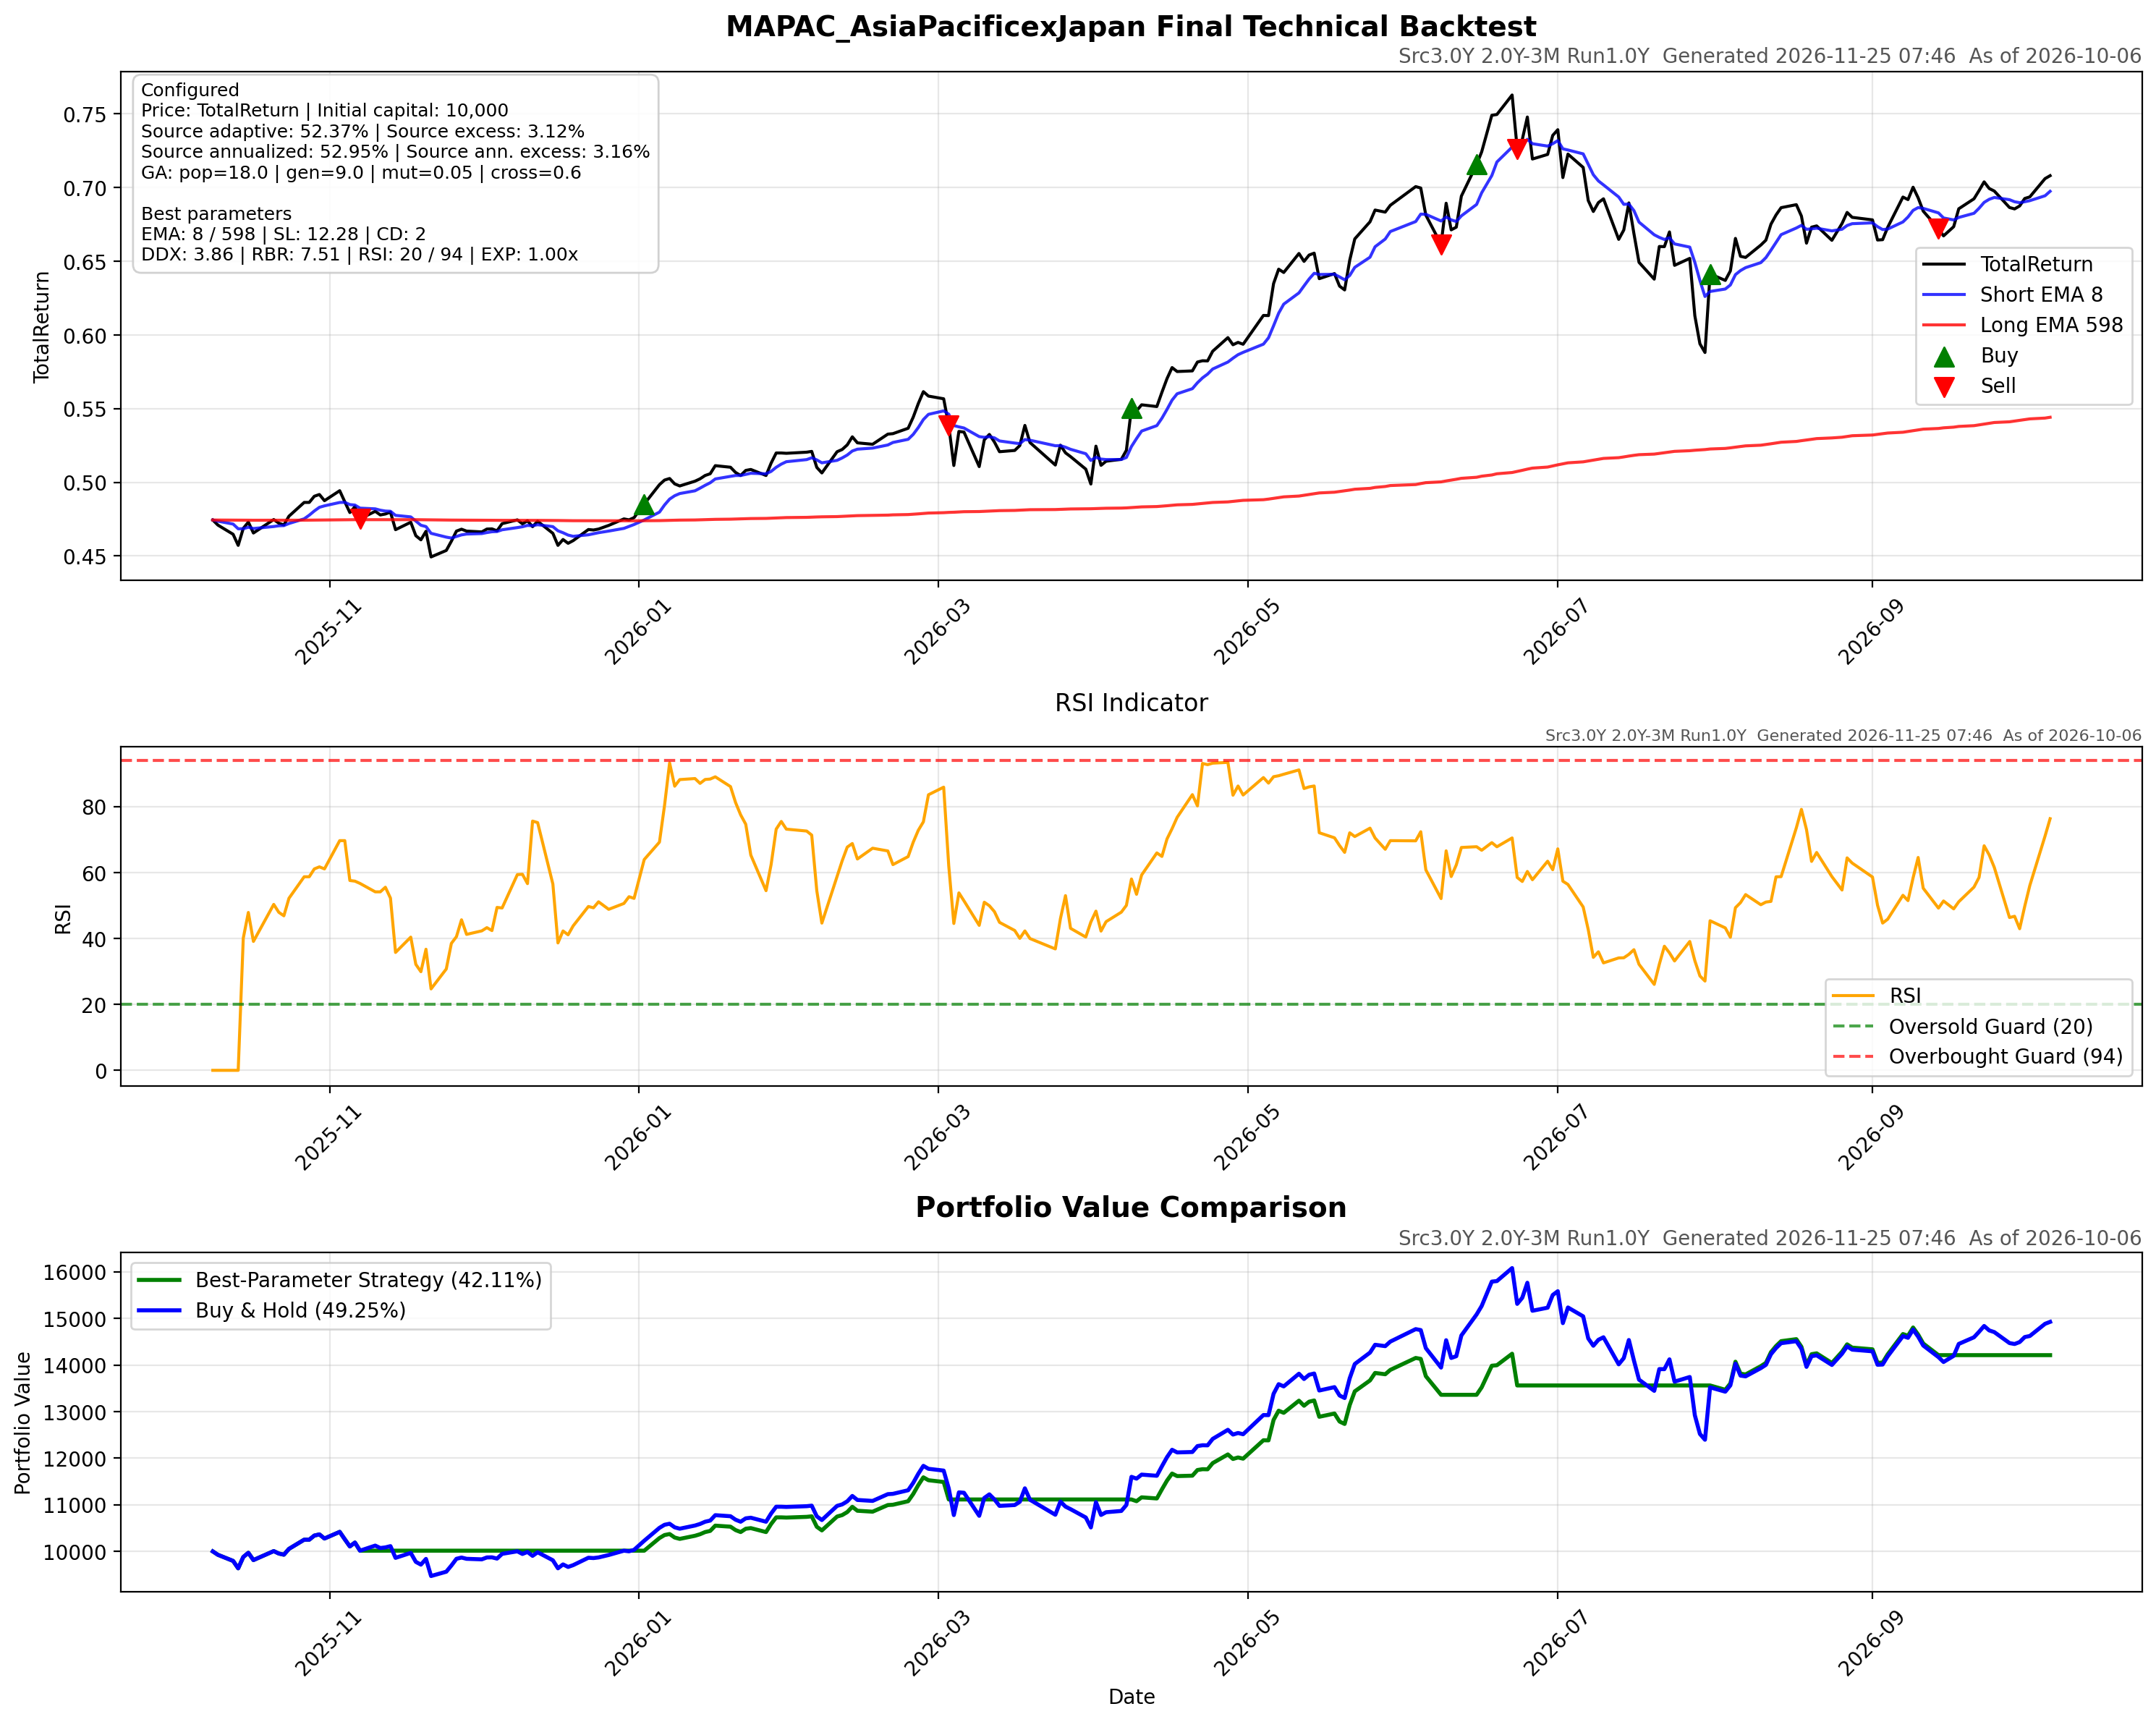 MAPAC_AsiaPacificexJapan Final Technical Backtest
Src3.0Y 2.0Y-3M Run1.0Y  Generated 2026-11-25 07:46  As of 2026-10-06
Configured
Price: TotalReturn | Initial capital: 10,000
Source adaptive: 52.37% | Source excess: 3.12%
Source annualized: 52.95% | Source ann. excess: 3.16%
GA: pop=18.0 | gen=9.0 | mut=0.05 | cross=0.6
Best parameters
EMA: 8 / 598 | SL: 12.28 | CD: 2
DDX: 3.86 | RBR: 7.51 | RSI: 20 / 94 | EXP: 1.00x
TotalReturn
0.75
0.70
0.65
0.60
0.55
0.50
0.45
TotalReturn
Short EMA 8
Long EMA 598
Buy
Sell
2025-11
2026-01
2026-03
2026-05
2026-07
2026-09
RSI Indicator
Src3.0Y 2.0Y-3M Run1.0Y  Generated 2026-11-25 07:46  As of 2026-10-06
RSI
80
60
40
20
0
RSI
Oversold Guard (20)
Overbought Guard (94)
2025-11
2026-01
2026-03
2026-05
2026-07
2026-09
Portfolio Value Comparison
Src3.0Y 2.0Y-3M Run1.0Y  Generated 2026-11-25 07:46  As of 2026-10-06
Best-Parameter Strategy (42.11%)
Buy & Hold (49.25%)
Portfolio Value
16000
15000
14000
13000
12000
11000
10000
2025-11
2026-01
2026-03
2026-05
2026-07
2026-09
Date